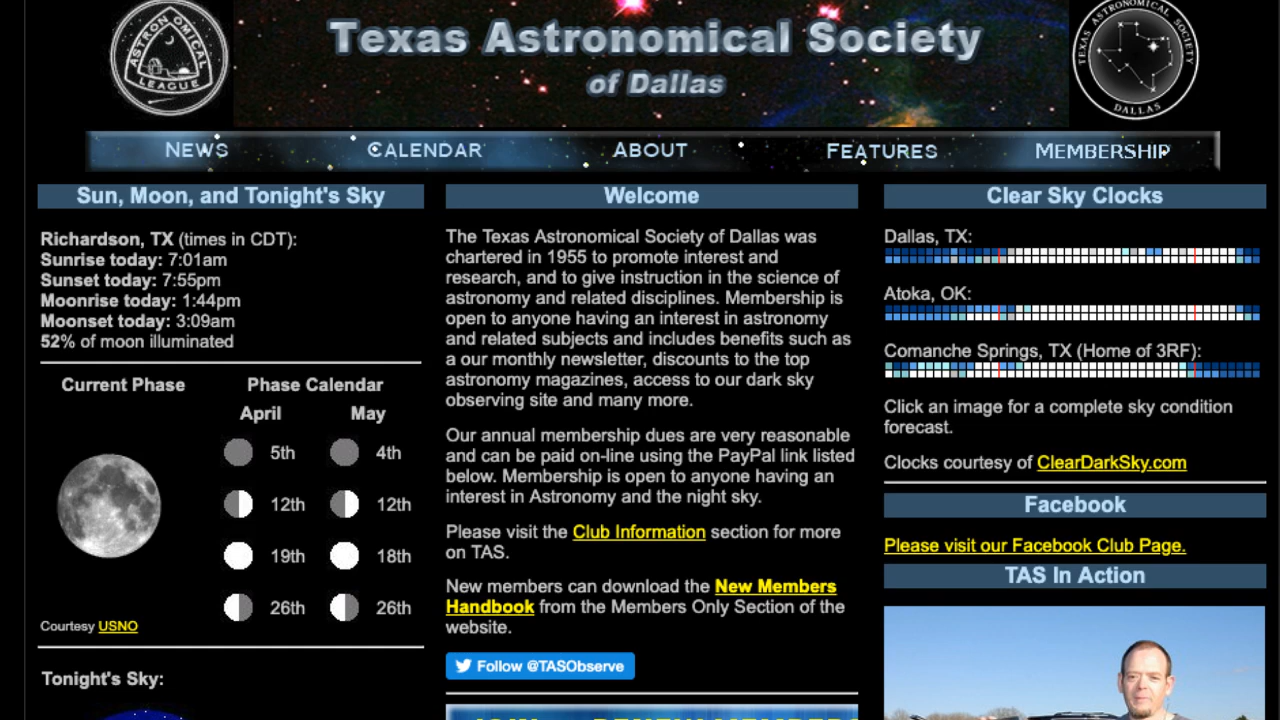 ASTRONOMICAL
LEAGUE
Texas Astronomical Society
of Dallas
TEXAS ASTRONOMICAL SOCIETY
DALLAS
NEWS
CALENDAR
ABOUT
FEATURES
MEMBERSHIP
Sun, Moon, and Tonight's Sky
Richardson, TX (times in CDT):
Sunrise today: 7:01am
Sunset today: 7:55pm
Moonrise today: 1:44pm
Moonset today: 3:09am
52% of moon illuminated
Current Phase
Phase Calendar
April May
5th 4th
12th 12th
19th 18th
26th 26th
Courtesy USNO
Tonight's Sky:
Welcome
The Texas Astronomical Society of Dallas was
chartered in 1955 to promote interest and
research, and to give instruction in the science of
astronomy and related disciplines. Membership is
open to anyone having an interest in astronomy
and related subjects and includes benefits such as
a our monthly newsletter, discounts to the top
astronomy magazines, access to our dark sky
observing site and many more.
Our annual membership dues are very reasonable
and can be paid on-line using the PayPal link listed
below. Membership is open to anyone having an
interest in Astronomy and the night sky.
Please visit the Club Information section for more
on TAS.
New members can download the New Members
Handbook from the Members Only Section of the
website.
Follow @TASObserve
Clear Sky Clocks
Dallas, TX:
Atoka, OK:
Comanche Springs, TX (Home of 3RF):
Click an image for a complete sky condition
forecast.
Clocks courtesy of ClearDarkSky.com
Facebook
Please visit our Facebook Club Page.
TAS In Action